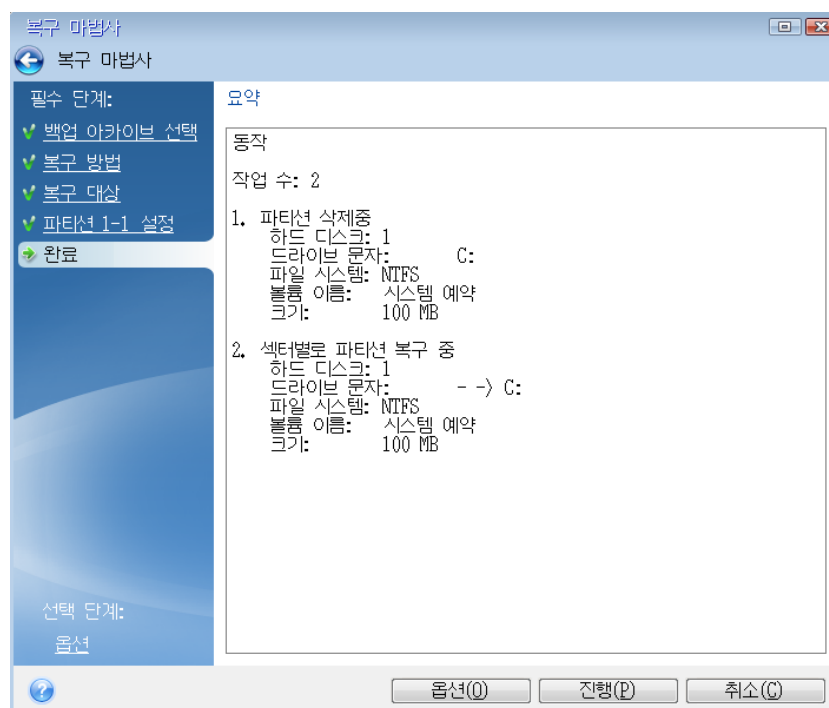 복구 마법사
복구 마법사
필수 단계:
백업 아카이브 선택
복구 방법
복구 대상
파티션 1-1 설정
완료
선택 단계:
옵션
요약
동작
작업 수: 2
1. 파티션 삭제중
하드 디스크: 1
드라이브 문자: C:
파일 시스템: NTFS
볼륨 이름: 시스템 예약
크기: 100 MB
2. 섹터별로 파티션 복구 중
하드 디스크: 1
드라이브 문자: - -> C:
파일 시스템: NTFS
볼륨 이름: 시스템 예약
크기: 100 MB
옵션(O) 진행(P) 취소(C)